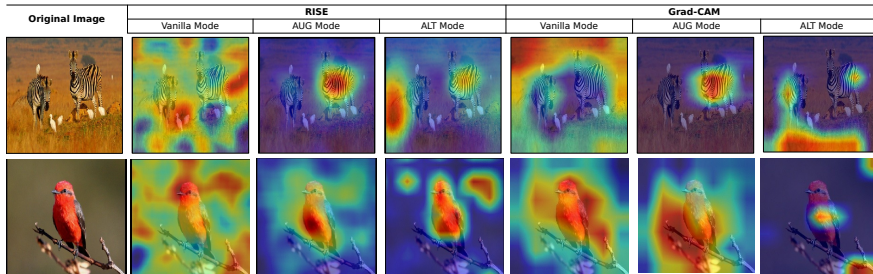 Original Image
RISE
Grad-CAM
Vanilla Mode
AUG Mode
ALT Mode
Vanilla Mode
AUG Mode
ALT Mode